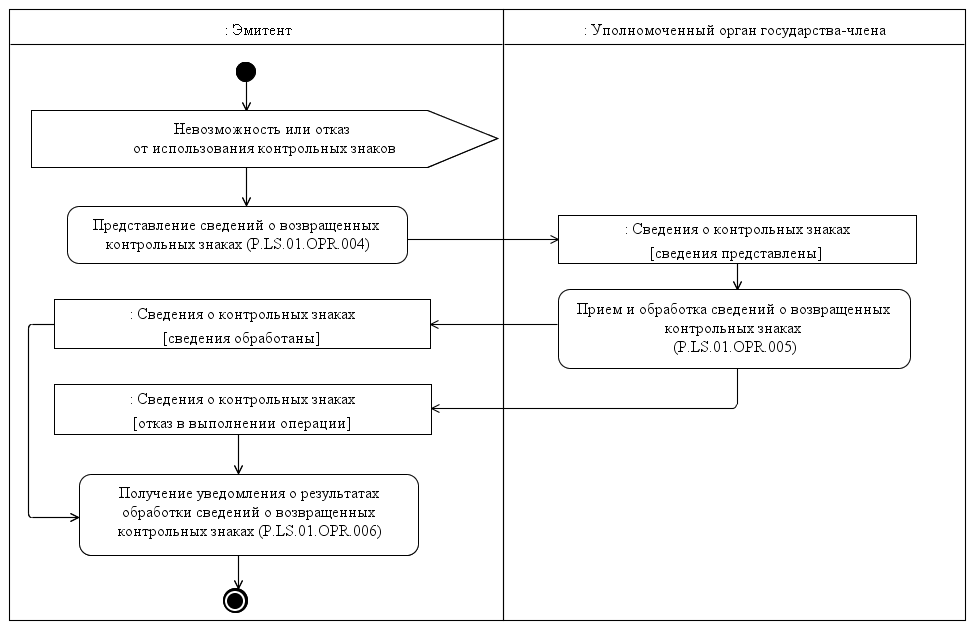 : Эмитент
: Уполномоченный орган государства-члена
Невозможность или отказ
от использования контрольных знаков
Представление сведений о возвращенных
контрольных знаках (P.LS.01.OPR.004)
: Сведения о контрольных знаках
[сведения представлены]
Прием и обработка сведений о возвращенных
контрольных знаках
(P.LS.01.OPR.005)
: Сведения о контрольных знаках
[сведения обработаны]
: Сведения о контрольных знаках
[отказ в выполнении операции]
Получение уведомления о результатах
обработки сведений о возвращенных
контрольных знаках (P.LS.01.OPR.006)